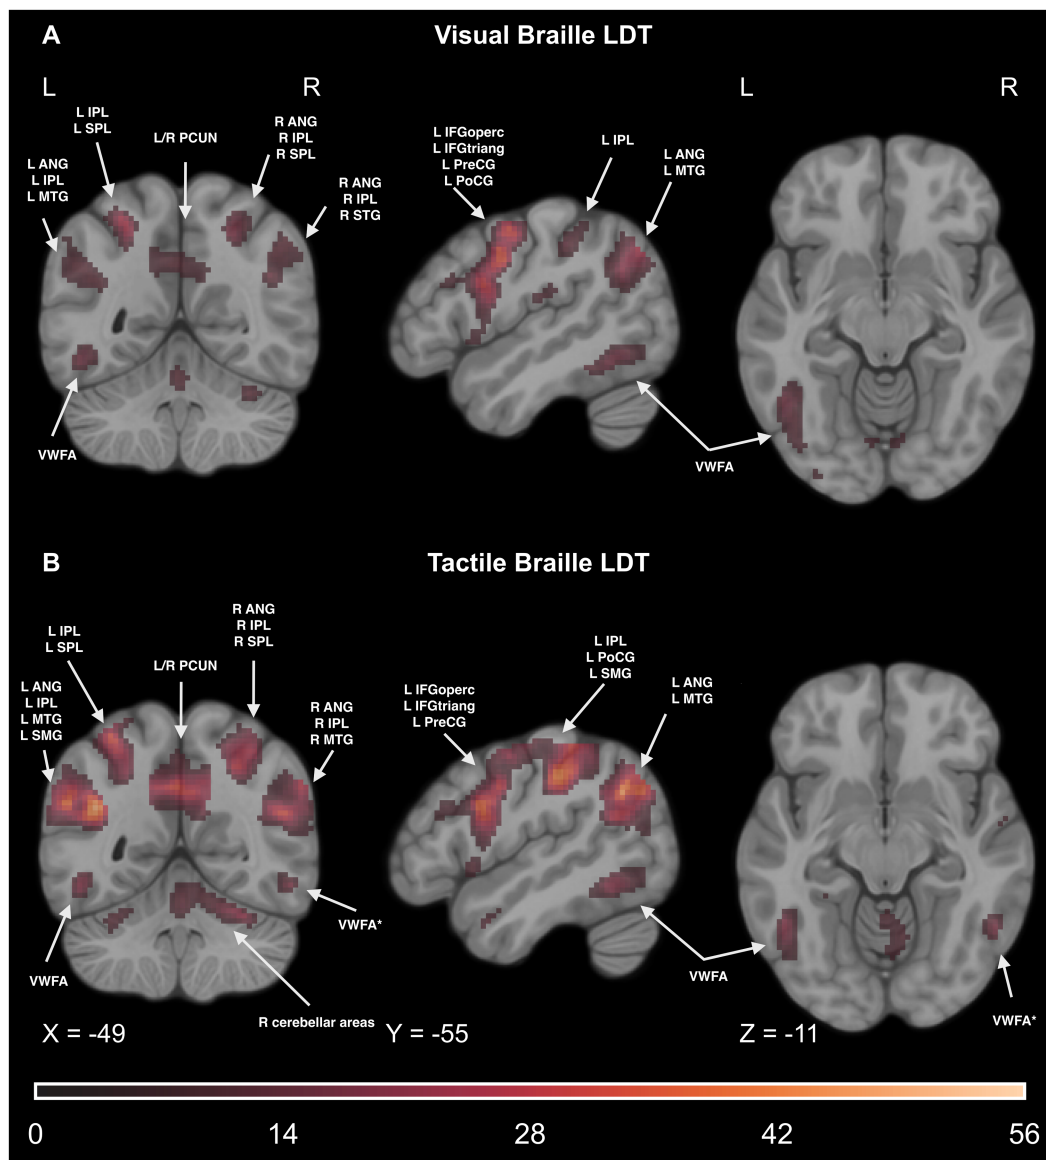 A
Visual Braille LDT
L
R
L
R
L IPL
L SPL
L/R PCUN
R ANG
R IPL
R SPL
L ANG
L IPL
L MTG
R ANG
R IPL
R STG
VWFA
L IFGoperc
L IFGtriang
L PreCG
L PoCG
L IPL
L ANG
L MTG
VWFA
B
Tactile Braille LDT
L IPL
L SPL
L/R PCUN
R ANG
R IPL
R SPL
L ANG
L IPL
L MTG
L SMG
R ANG
R IPL
R MTG
VWFA
VWFA*
R cerebellar areas
L IFGoperc
L IFGtriang
L PreCG
L IPL
L PoCG
L SMG
L ANG
L MTG
VWFA
VWFA*
X = -49
Y = -55
Z = -11
0
14
28
42
56